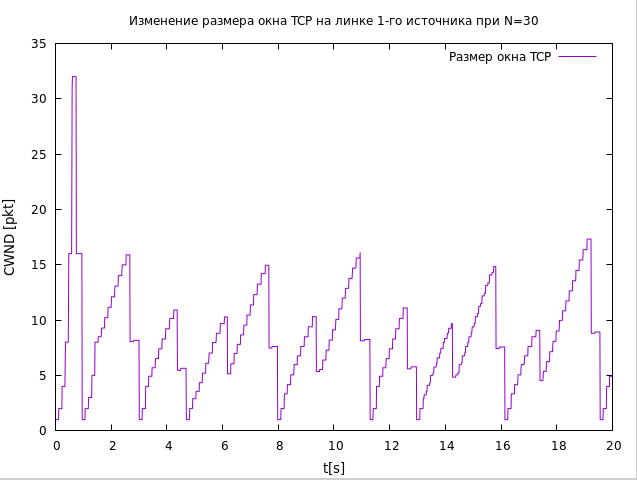 Изменение размера окна TCP на линке 1-го источника при N=30
Размер окна TCP
CWND [pkt]
35
30
25
20
15
10
5
0
0 2 4 6 8 10 12 14 16 18 20
t[s]